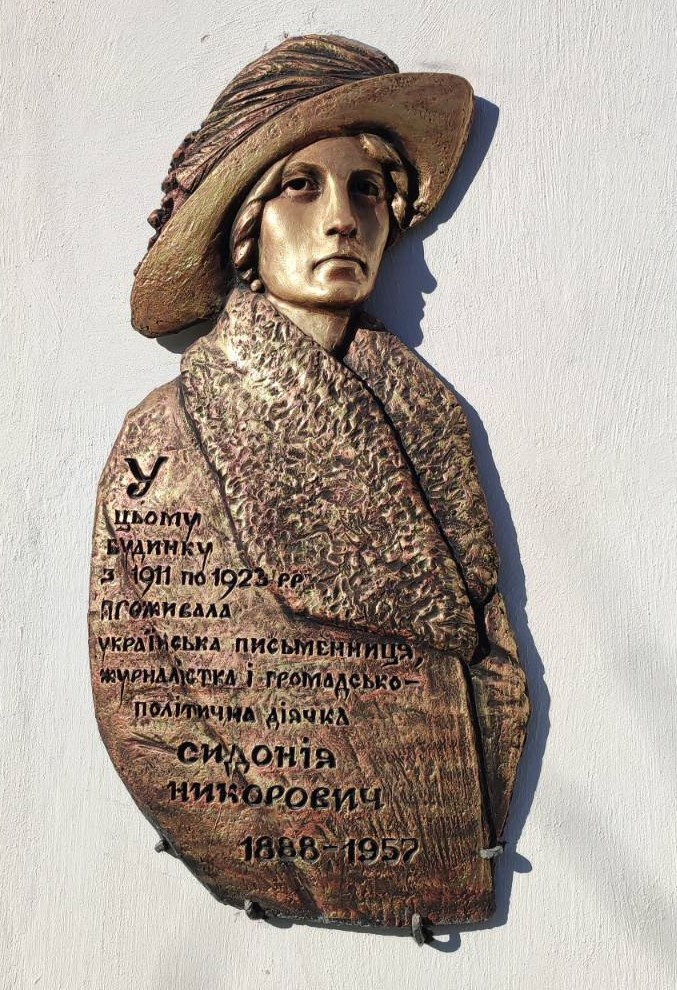 У
цьому
будинку
з 1911 по 1923 рр.
проживала
українська письменниця,
журналістка і громадсько-
політична діячка
Сидонія
Никорович
1888-1957